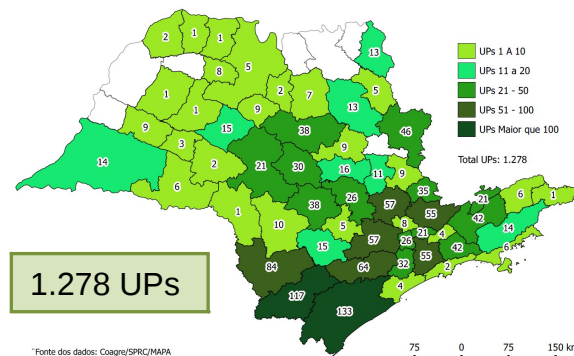 2 1 1
13
8 5
5
1 2 7
13
1 9
15 38 46
9 9
3
14 2 21 30 16 11 9
6
35
26 57 21 6 1
1 38 55 42
10 5 8 14
57 21 4
15 26 42 6
84 64 32 55 2
117 4
133
UPs 1 A 10
UPs 11 a 20
UPs 21 - 50
UPs 51 - 100
UPs Maior que 100
Total UPs: 1.278
1.278 UPs
¨Fonte dos dados: Coagre/SPRC/MAPA
75 0 75 150 km